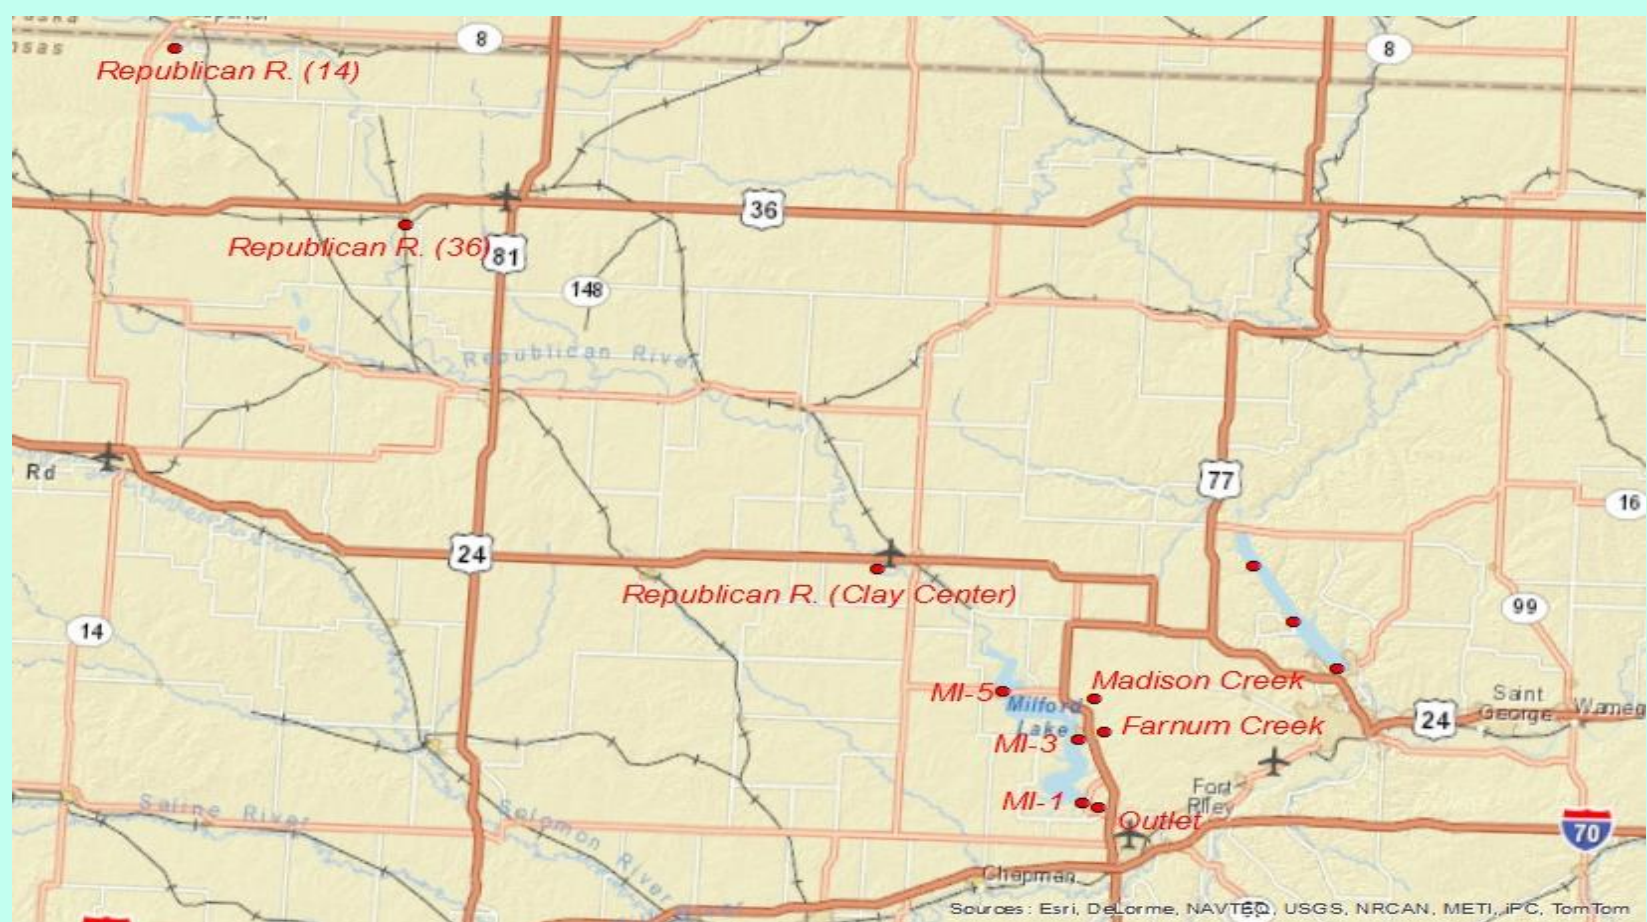 nsas
8
8
Republican R. (14)
36
Republican R. (36)
81
148
Republican River
Rd
77
16
24
Republican R. (Clay Center)
99
14
Madison Creek
MI-5
Milford
Lake
Saint
George
Wameg
24
Farnum Creek
MI-3
Fort
Riley
MI-1
Outlet
Saline River
Solomon River
70
Chapman
Sources: Esri, DeLorme, NAVTEQ, USGS, NRCAN, METI, iPC, TomTom